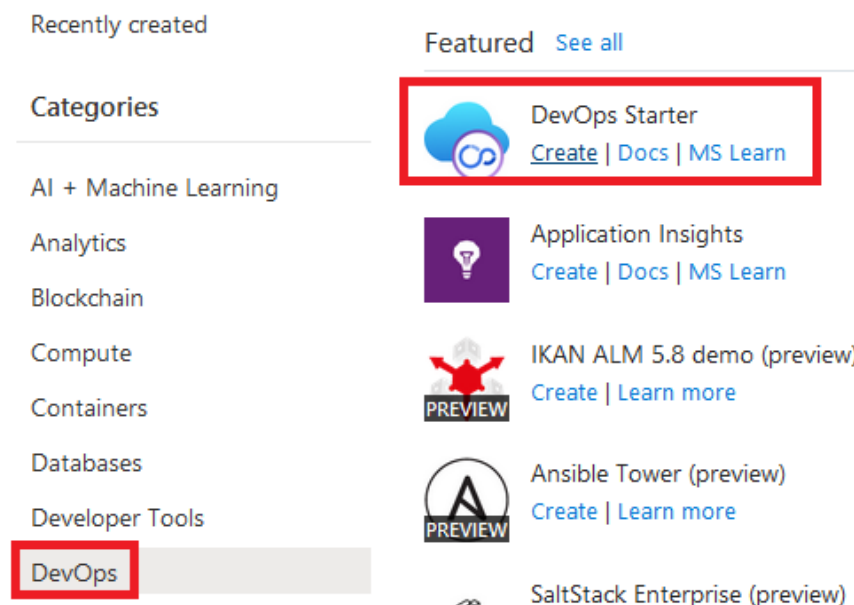 Recently created
Categories
AI + Machine Learning
Analytics
Blockchain
Compute
Containers
Databases
Developer Tools
DevOps
Featured See all
DevOps Starter
Create | Docs | MS Learn
Application Insights
Create | Docs | MS Learn
IKAN ALM 5.8 demo (preview)
PREVIEW
Create | Learn more
Ansible Tower (preview)
PREVIEW
Create | Learn more
SaltStack Enterprise (preview)